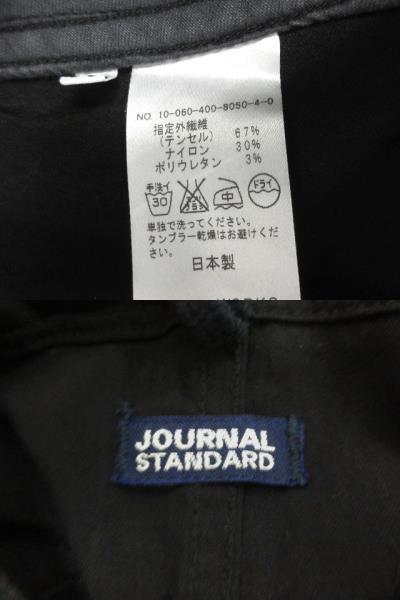 NO. 10-060-400-8050-4-0
指定外繊維
(テンセル) 67%
ナイロン 30%
ポリウレタン 3%
手洗イ
30
中
ドライ
単独で洗ってください。
タンブラー乾燥はお避けくだ
さい。
日本製
JOURNAL
STANDARD